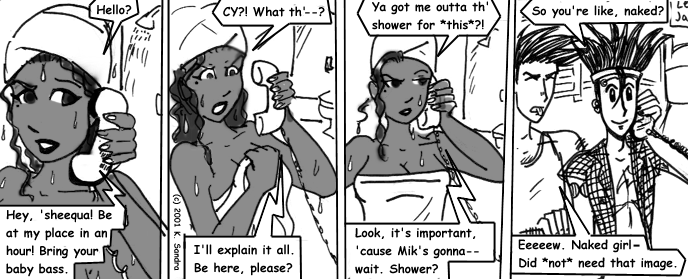 Hello?
Hey, 'sheequa! Be
at my place in an
hour! Bring your
baby bass.
CY?! What th'--?
I'll explain it all.
Be here, please?
(c) 2001 K. Sandra
Ya got me outta th'
shower for *this*?!
Look, it's important,
'cause Mik's gonna--
wait. Shower?
So you're like, naked?
Eeeeew. Naked girl-
Did *not* need that image.